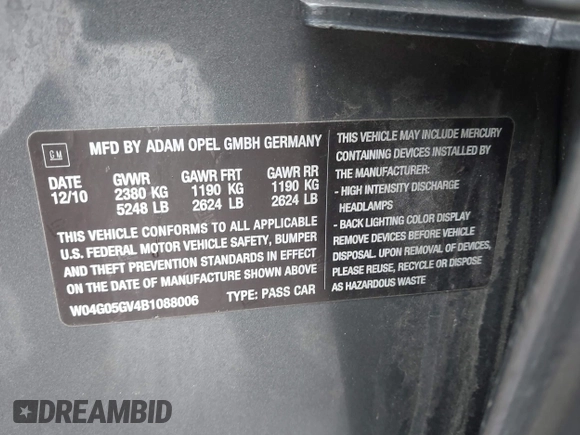 GM
MFD BY ADAM OPEL GMBH GERMANY
DATE GVWR GAWR FRT GAWR RR
12/10 2380 KG 1190 KG 1190 KG
5248 LB 2624 LB 2624 LB
THIS VEHICLE CONFORMS TO ALL APPLICABLE
U.S. FEDERAL MOTOR VEHICLE SAFETY, BUMPER
AND THEFT PREVENTION STANDARDS IN EFFECT
ON THE DATE OF MANUFACTURE SHOWN ABOVE
W04G05GV4B1088006 TYPE: PASS CAR
THIS VEHICLE MAY INCLUDE MERCURY
CONTAINING DEVICES INSTALLED BY
THE MANUFACTURER:
- HIGH INTENSITY DISCHARGE
HEADLAMPS
- BACK LIGHTING COLOR DISPLAY
REMOVE DEVICES BEFORE VEHICLE
DISPOSAL. UPON REMOVAL OF DEVICES,
PLEASE REUSE, RECYCLE OR DISPOSE
AS HAZARDOUS WASTE
DREAMBID